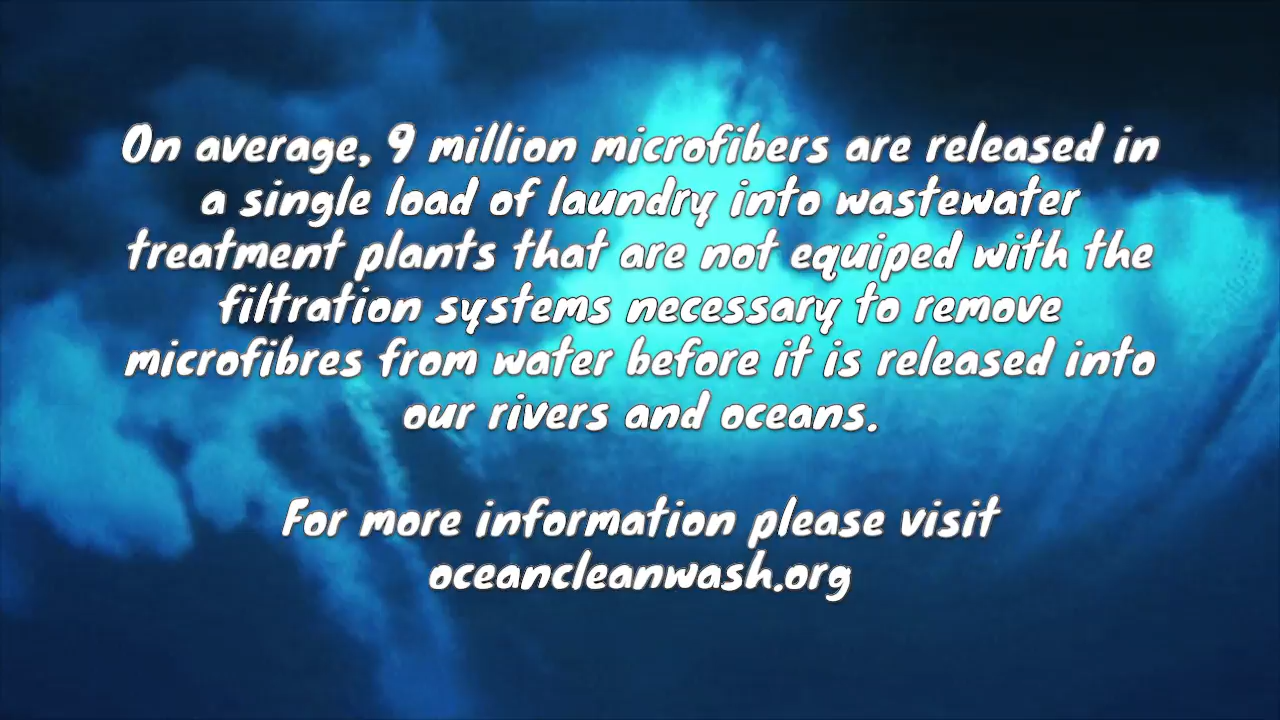 On average, 9 million microfibers are released in
a single load of laundry into wastewater
treatment plants that are not equiped with the
filtration systems necessary to remove
microfibres from water before it is released into
our rivers and oceans.
For more information please visit
oceancleanwash.org